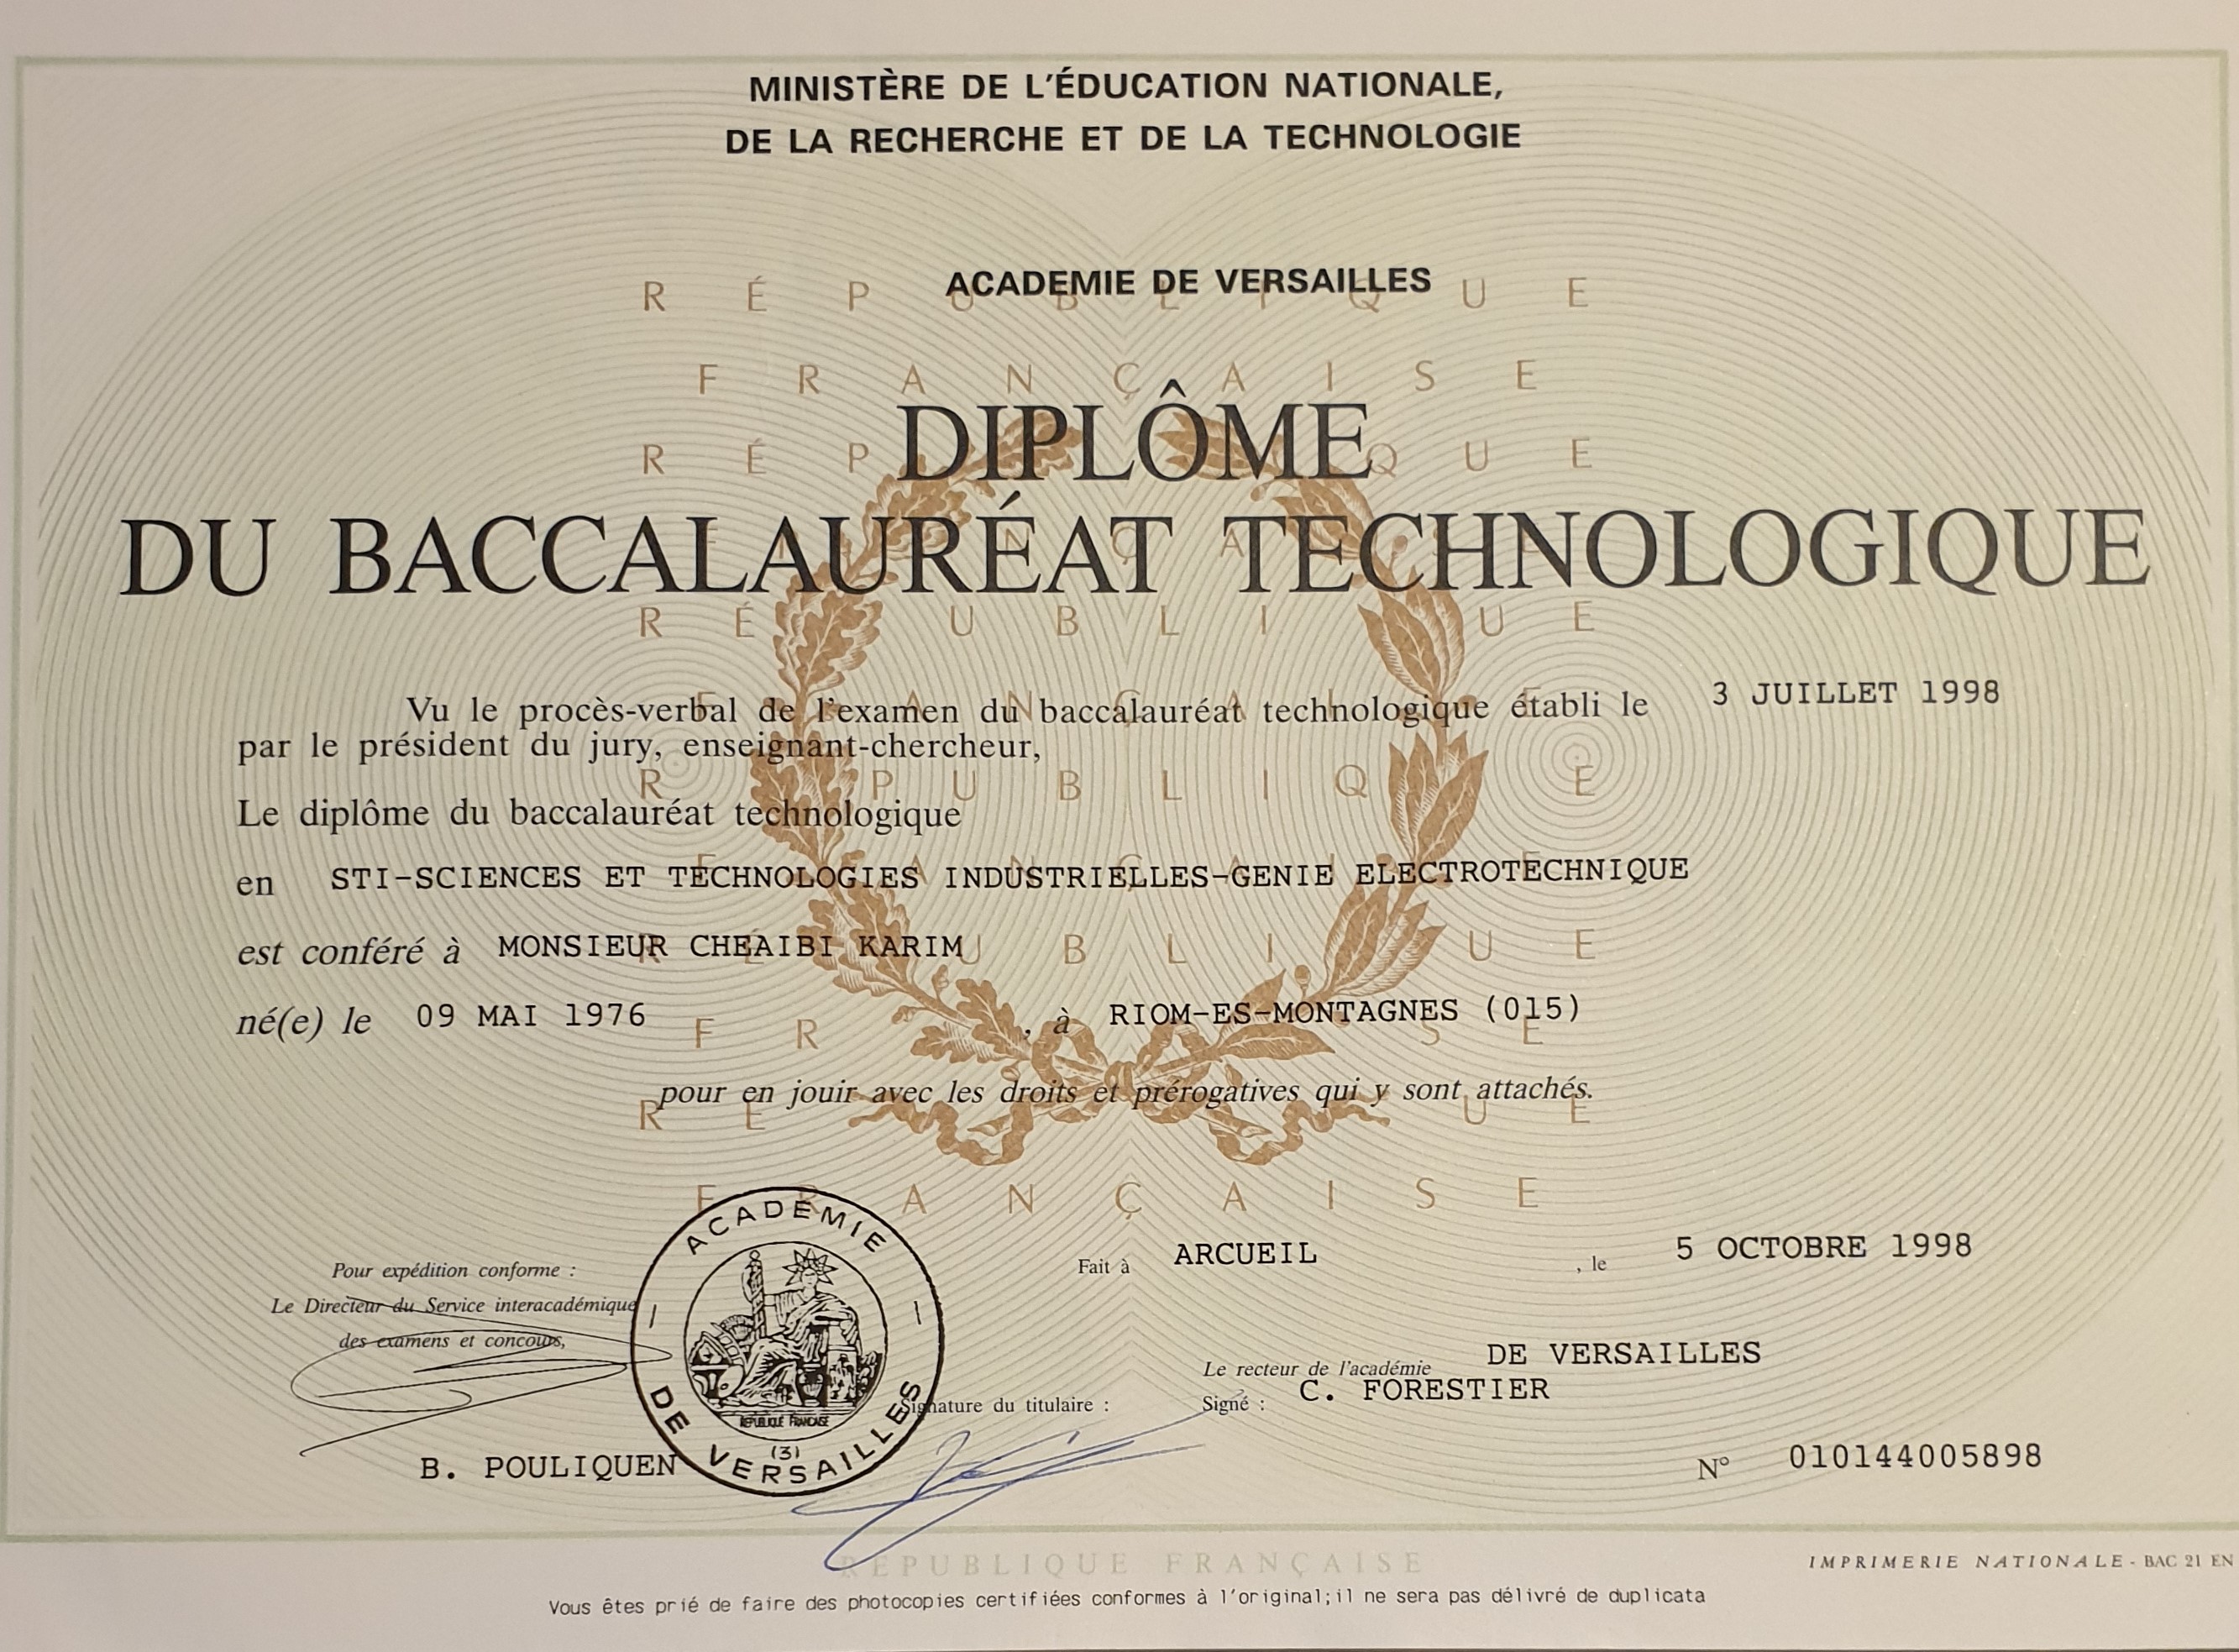 MINISTÈRE DE L'ÉDUCATION NATIONALE,
DE LA RECHERCHE ET DE LA TECHNOLOGIE
ACADEMIE DE VERSAILLES
RÉPUBLIQUE
FRANÇAISE
DIPLÔME
DU BACCALAURÉAT TECHNOLOGIQUE
Vu le procès-verbal de l'examen du baccalauréat technologique établi le 3 JUILLET 1998
par le président du jury, enseignant-chercheur,
Le diplôme du baccalauréat technologique
en STI-SCIENCES ET TECHNOLOGIES INDUSTRIELLES-GENIE ELECTROTECHNIQUE
est conféré à MONSIEUR CHEAIBI KARIM
né(e) le 09 MAI 1976 , à RIOM-ES-MONTAGNES (015)
pour en jouir avec les droits et prérogatives qui y sont attachés.
FRANÇAISE
Fait à ARCUEIL , le 5 OCTOBRE 1998
Pour expédition conforme :
Le Directeur du Service interacadémique
des examens et concours,
B. POULIQUEN
ACADÉMIE
DE VERSAILLES
RÉPUBLIQUE FRANÇAISE
(3)
Signature du titulaire :
Le recteur de l'académie DE VERSAILLES
Signé : C. FORESTIER
N° 010144005898
RÉPUBLIQUE FRANÇAISE
IMPRIMERIE NATIONALE - BAC 21 EN
Vous êtes prié de faire des photocopies certifiées conformes à l'original;il ne sera pas délivré de duplicata